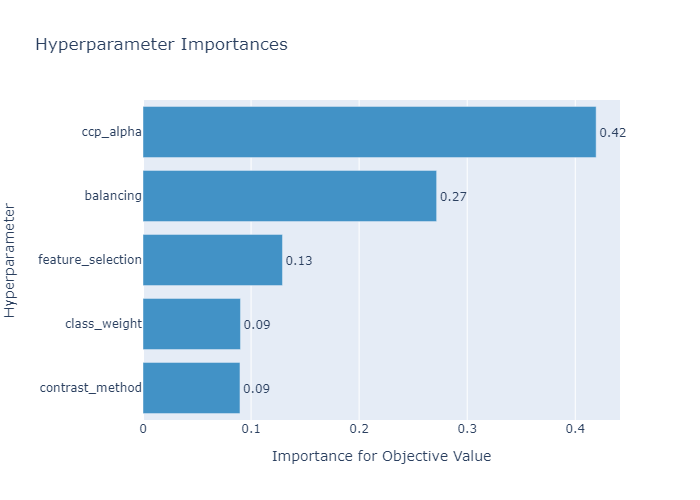 Hyperparameter Importances
Hyperparameter
ccp_alpha
0.42
balancing
0.27
feature_selection
0.13
class_weight
0.09
contrast_method
0.09
0
0.1
0.2
0.3
0.4
Importance for Objective Value